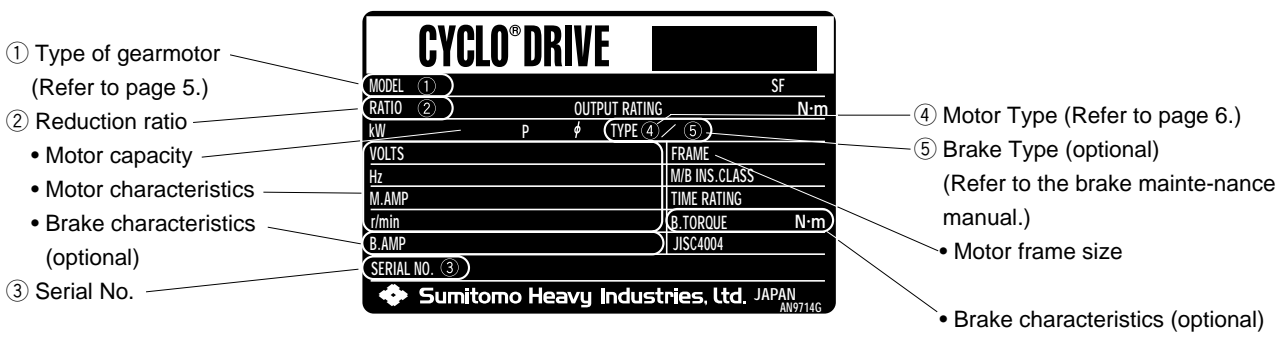 ① Type of gearmotor
(Refer to page 5.)
② Reduction ratio
• Motor capacity
• Motor characteristics
• Brake characteristics
(optional)
③ Serial No.
CYCLO® DRIVE
MODEL ① SF
RATIO ② OUTPUT RATING N·m
kW P ϕ TYPE ④ / ⑤
VOLTS FRAME
Hz M/B INS.CLASS
M.AMP TIME RATING
r/min B.TORQUE N·m
B.AMP JISC4004
SERIAL NO. ③
Sumitomo Heavy Industries, Ltd. JAPAN
AN9714G
④ Motor Type (Refer to page 6.)
⑤ Brake Type (optional)
(Refer to the brake mainte-nance
manual.)
• Motor frame size
• Brake characteristics (optional)